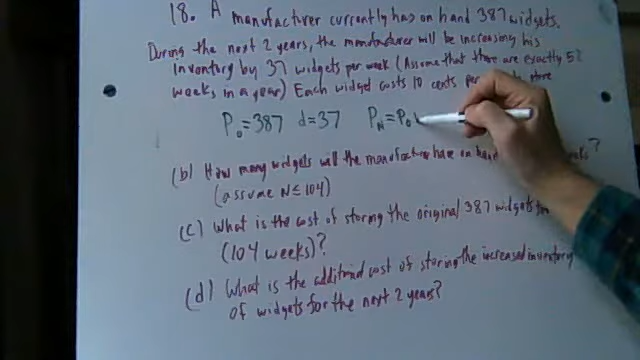 18. A manufacturer currently has on hand 387 widgets.
During the next 2 years, the manufacturer will be increasing his
inventory by 37 widgets per week (Assume that there are exactly 52
weeks in a year) Each widget costs 10 cents per store
P₀=387 d=37 P_N=P₀
(b) How many widgets will the manufacturer have on hand weeks?
(assume N≤104)
(c) What is the cost of storing the original 387 widgets for
(104 weeks)?
(d) What is the additional cost of storing the increased inventory
of widgets for the next 2 years?